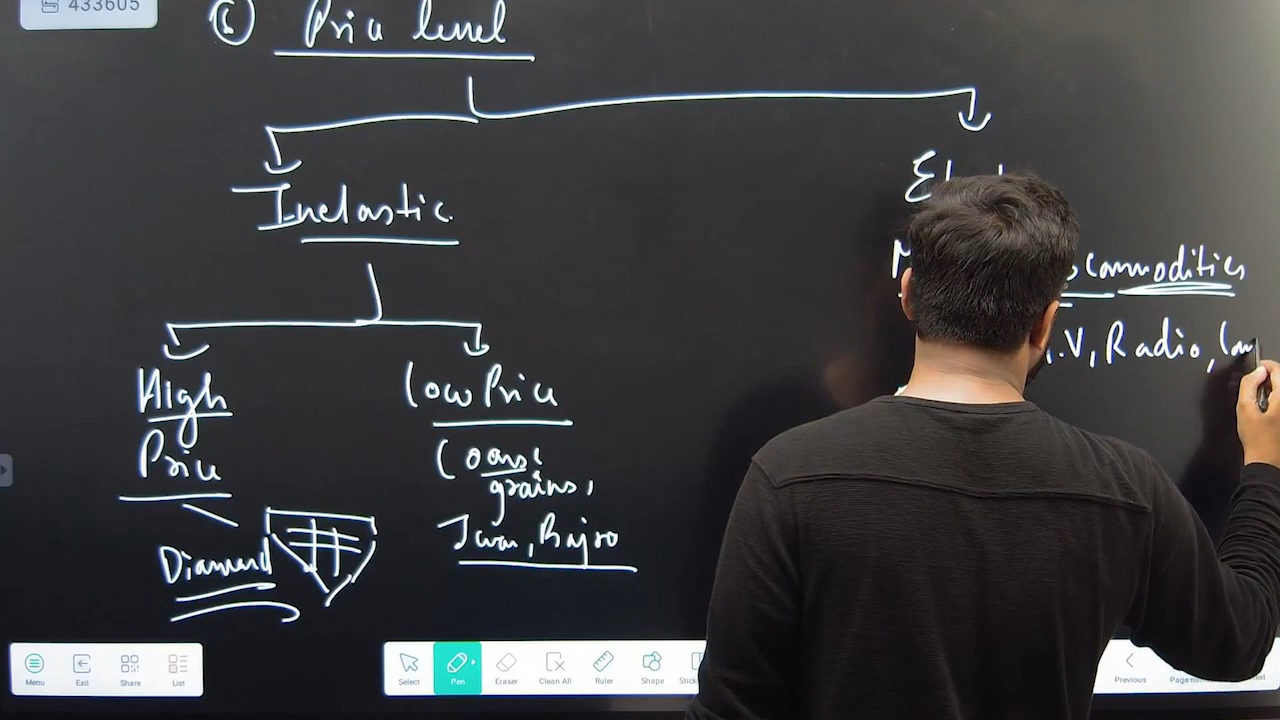 433605
6 Price level
Inelastic
commodities
T.V, Radio,
High
Price
Low Price
Coarse
grains,
Diamond
Jwar, Bajra
Menu
Exit
Share
List
Select
Pen
Eraser
Clean All
Ruler
Shape
Previous